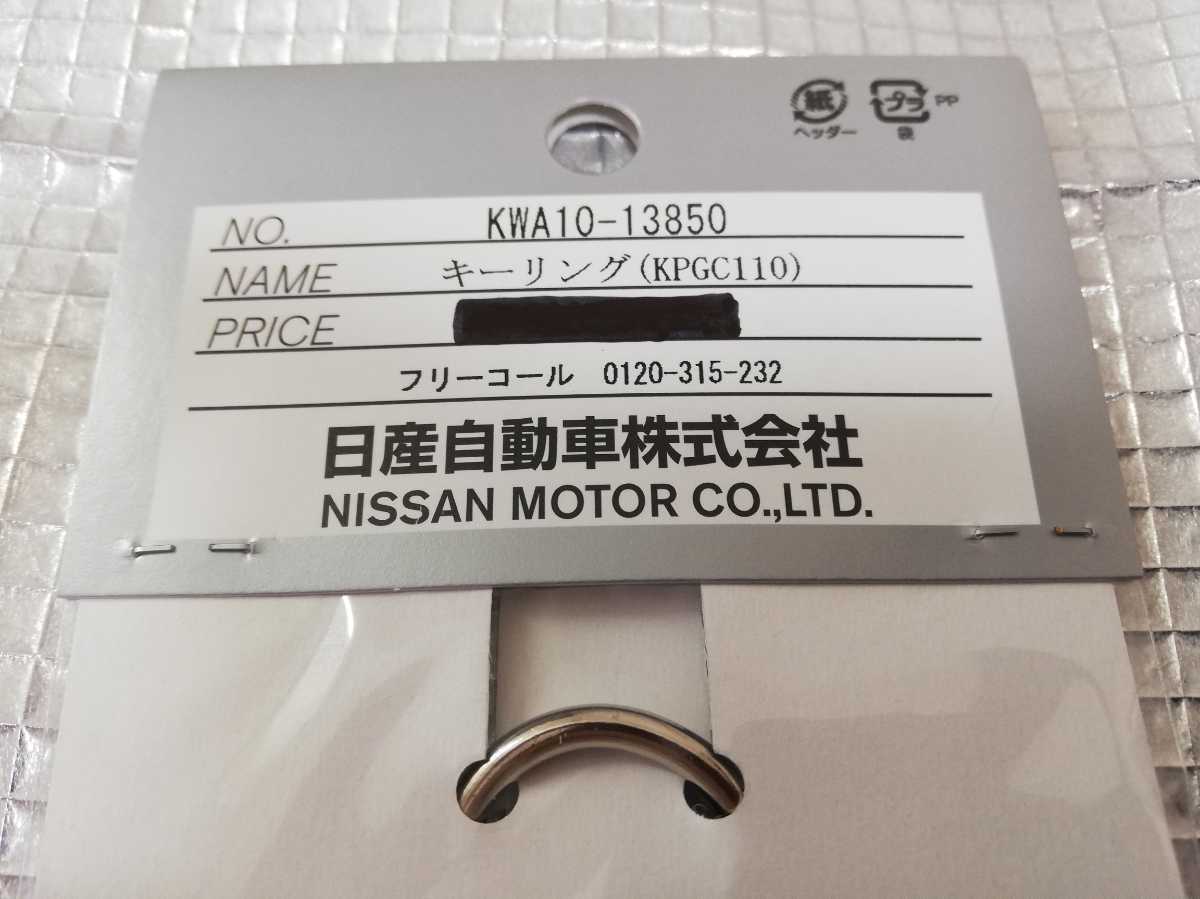 紙 プラ PP
ヘッダー 袋
NO. KWA10-13850
NAME キーリング(KPGC110)
PRICE
フリーコール 0120-315-232
日産自動車株式会社
NISSAN MOTOR CO.,LTD.